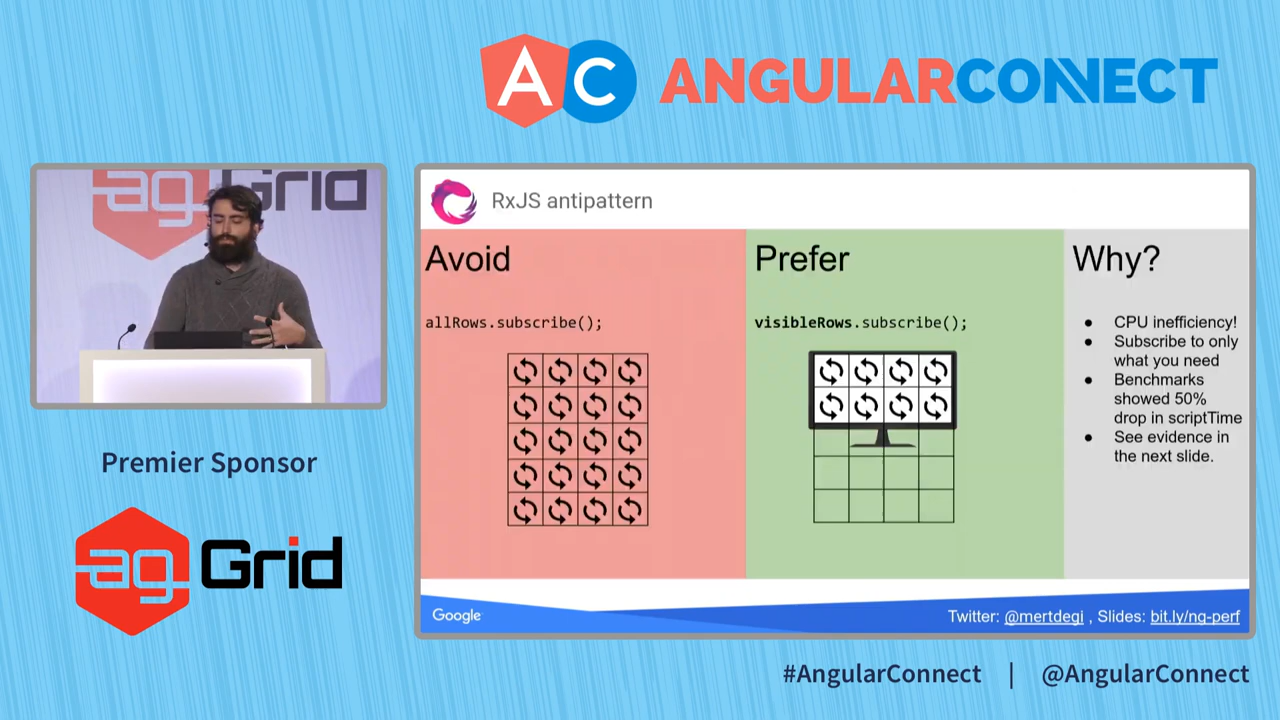 AC ANGULARCONNECT
ag Grid
RxJS antipattern
Avoid
allRows.subscribe();
Prefer
visibleRows.subscribe();
Why?
● CPU inefficiency!
● Subscribe to only
what you need
● Benchmarks
showed 50%
drop in scriptTime
● See evidence in
the next slide.
Google
Twitter: @mertdegi , Slides: bit.ly/ng-perf
Premier Sponsor
ag Grid
#AngularConnect | @AngularConnect